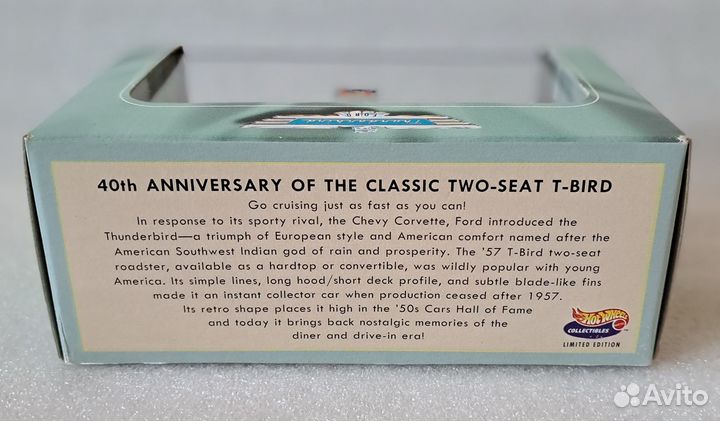 FORD
Thunderbird
40th ANNIVERSARY OF THE CLASSIC TWO-SEAT T-BIRD
Go cruising just as fast as you can!
In response to its sporty rival, the Chevy Corvette, Ford introduced the
Thunderbird—a triumph of European style and American comfort named after the
American Southwest Indian god of rain and prosperity. The '57 T-Bird two-seat
roadster, available as a hardtop or convertible, was wildly popular with young
America. Its simple lines, long hood/short deck profile, and subtle blade-like fins
made it an instant collector car when production ceased after 1957.
Its retro shape places it high in the '50s Cars Hall of Fame
and today it brings back nostalgic memories of the
diner and drive-in era!
Hot Wheels
COLLECTIBLES
™
LIMITED EDITION
Avito